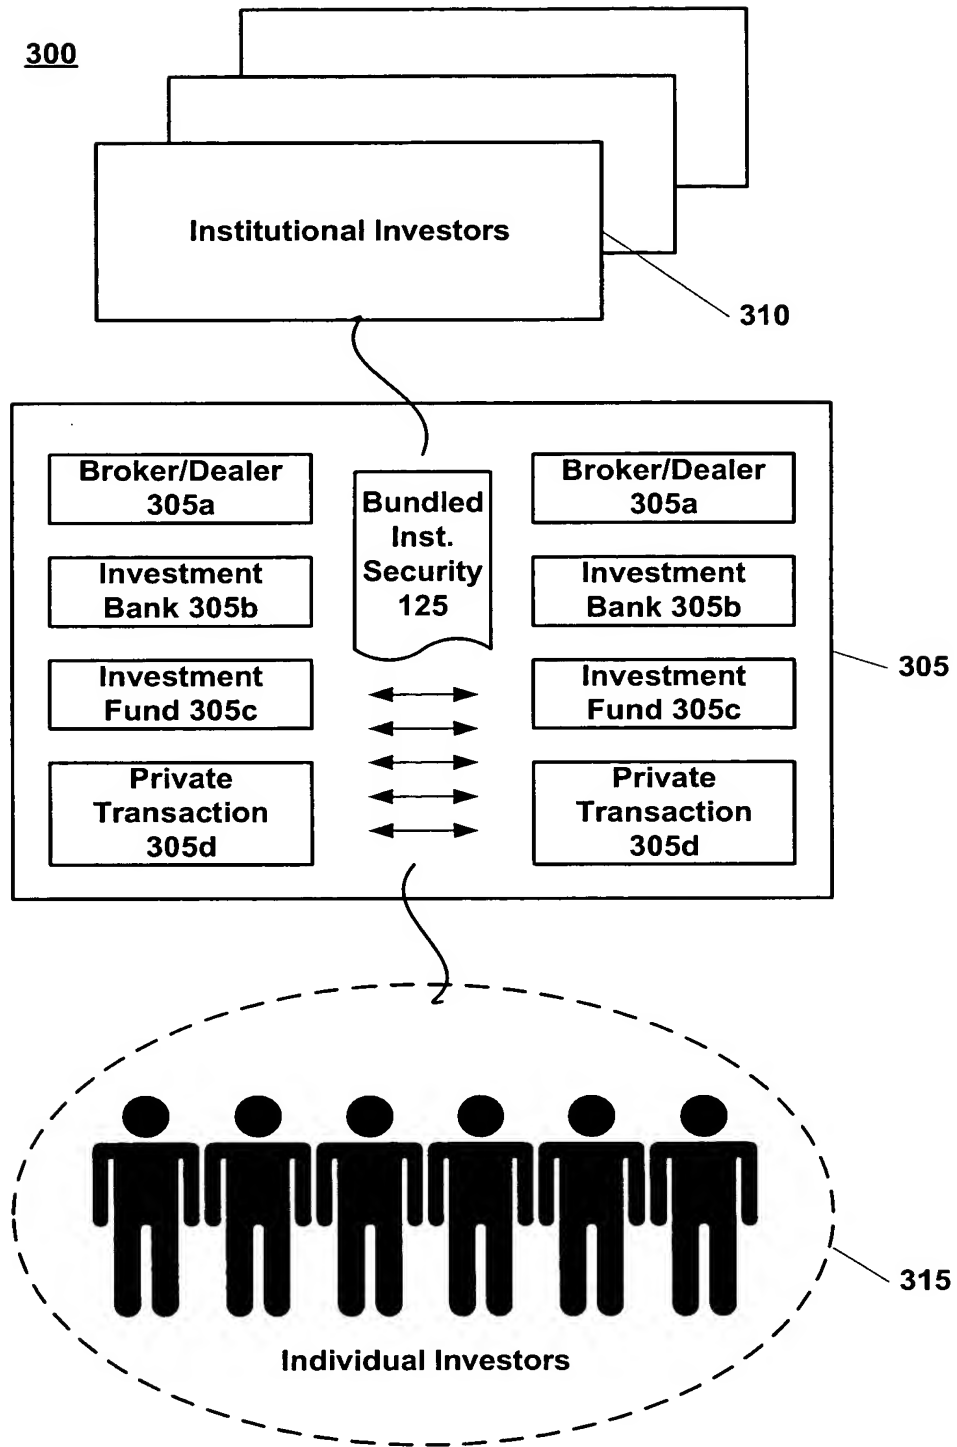 300
Institutional Investors
310
Broker/Dealer
305a
Investment
Bank 305b
Investment
Fund 305c
Private
Transaction
305d
Bundled
Inst.
Security
125
Broker/Dealer
305a
Investment
Bank 305b
Investment
Fund 305c
Private
Transaction
305d
305
315
Individual Investors